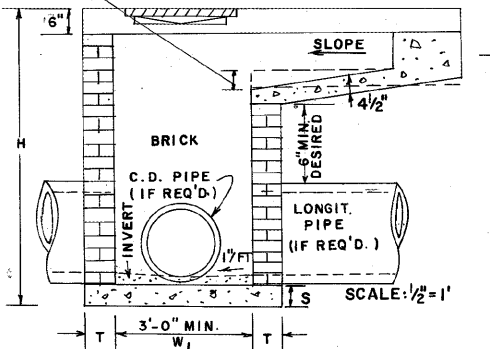 6"
SLOPE
H
4½"
BRICK
6" MIN.
DESIRED
C.D. PIPE
(IF REQ'D.)
INVERT
1"/FT
LONGIT.
PIPE
(IF REQ'D.)
S
SCALE: ½"=1'
T
3'-0" MIN.
W1
T